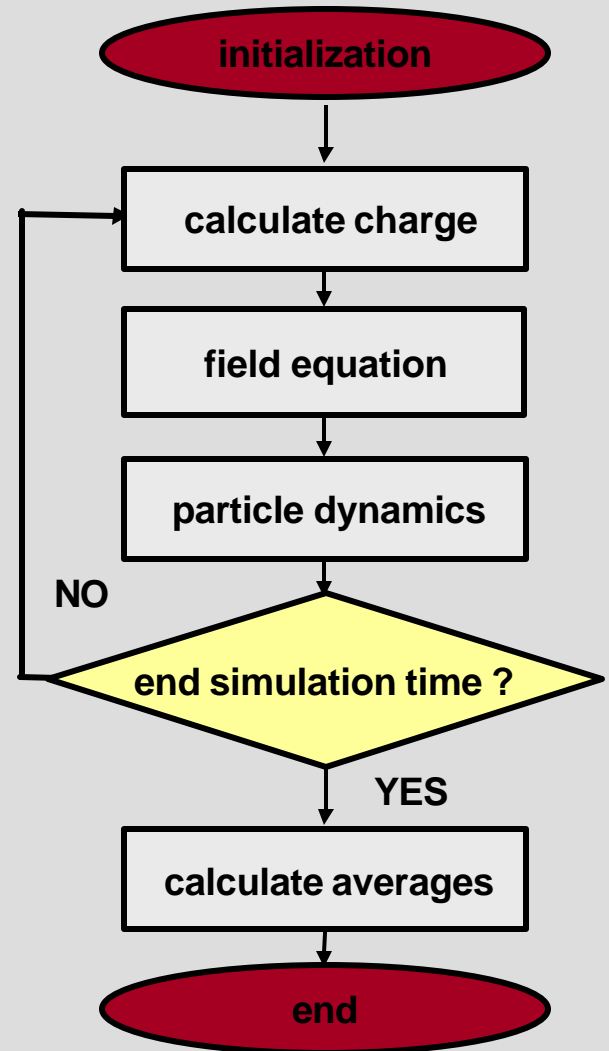 initialization
calculate charge
field equation
particle dynamics
NO
end simulation time ?
YES
calculate averages
end